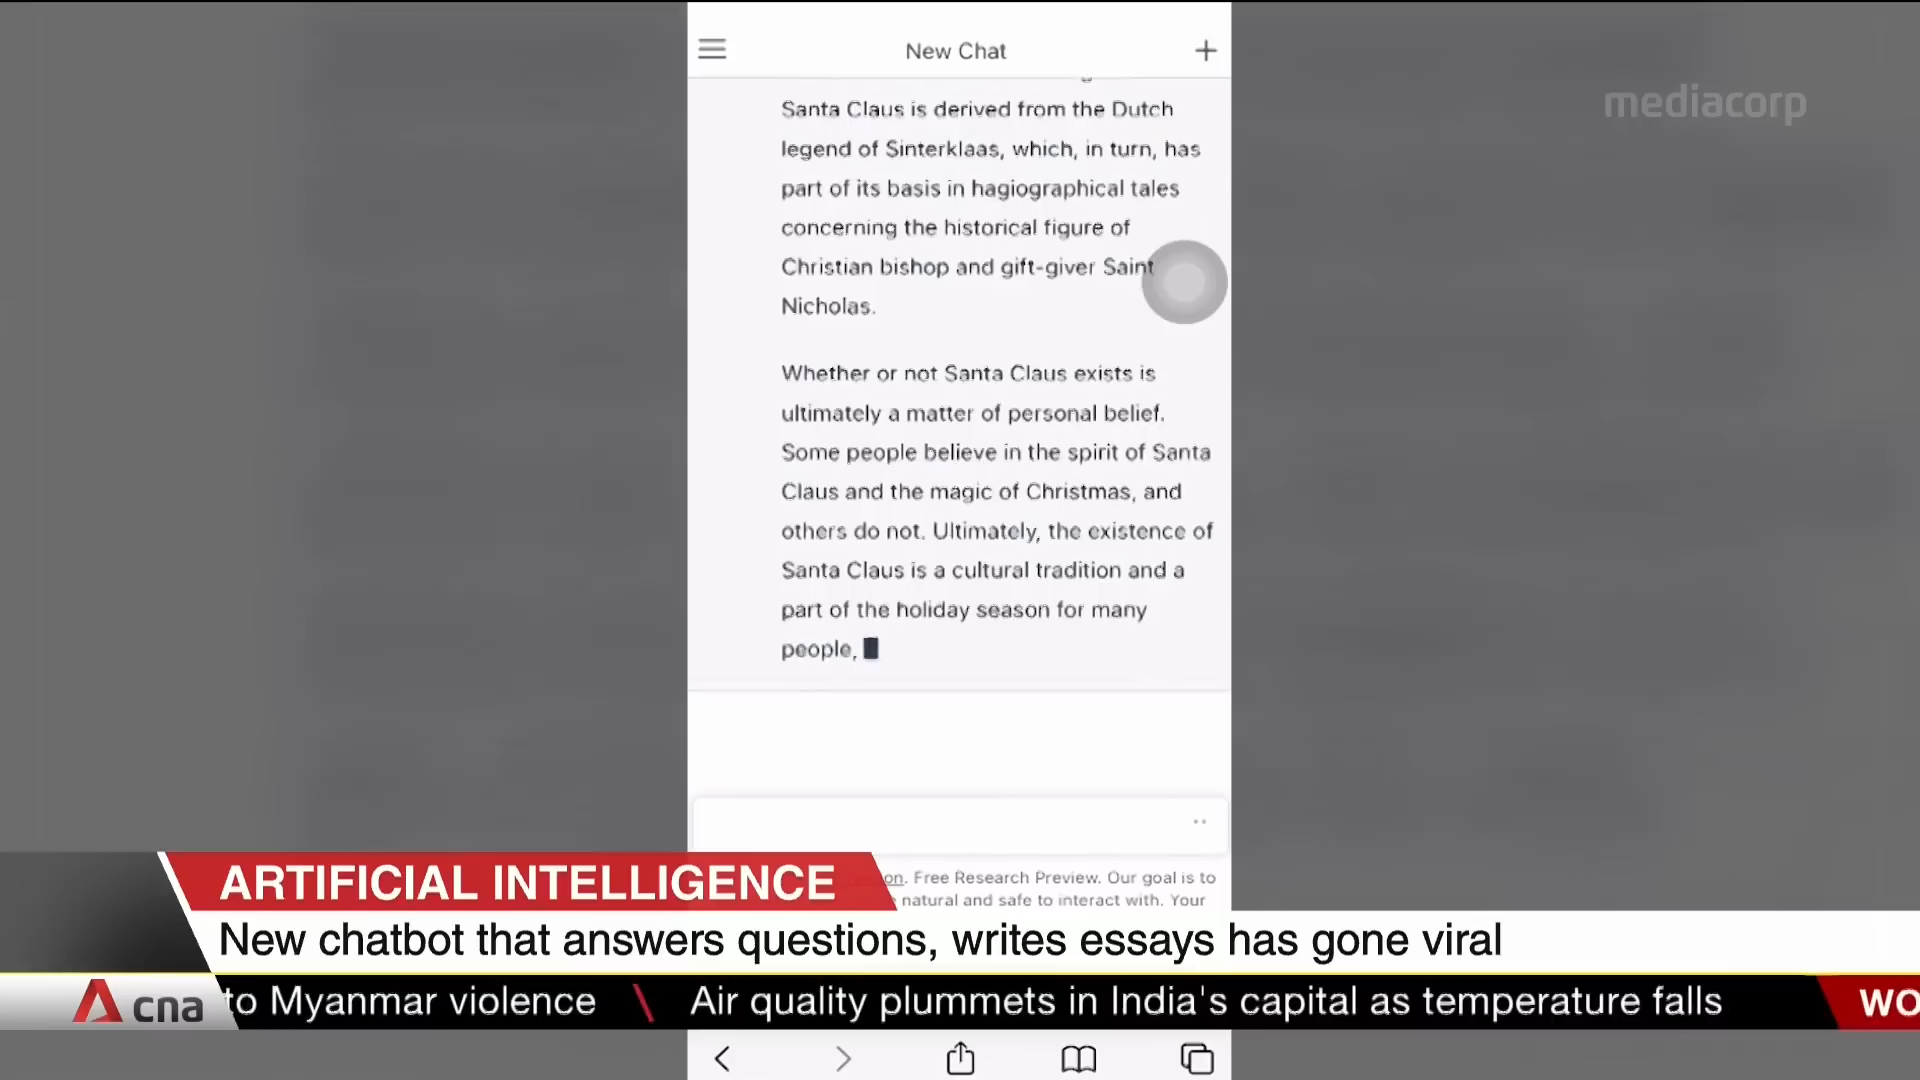 New Chat
mediacorp
Santa Claus is derived from the Dutch
legend of Sinterklaas, which, in turn, has
part of its basis in hagiographical tales
concerning the historical figure of
Christian bishop and gift-giver Saint
Nicholas.
Whether or not Santa Claus exists is
ultimately a matter of personal belief.
Some people believe in the spirit of Santa
Claus and the magic of Christmas, and
others do not. Ultimately, the existence of
Santa Claus is a cultural tradition and a
part of the holiday season for many
people,
on. Free Research Preview. Our goal is to
natural and safe to interact with. Your
ARTIFICIAL INTELLIGENCE
New chatbot that answers questions, writes essays has gone viral
cna
to Myanmar violence \ Air quality plummets in India's capital as temperature falls
WO